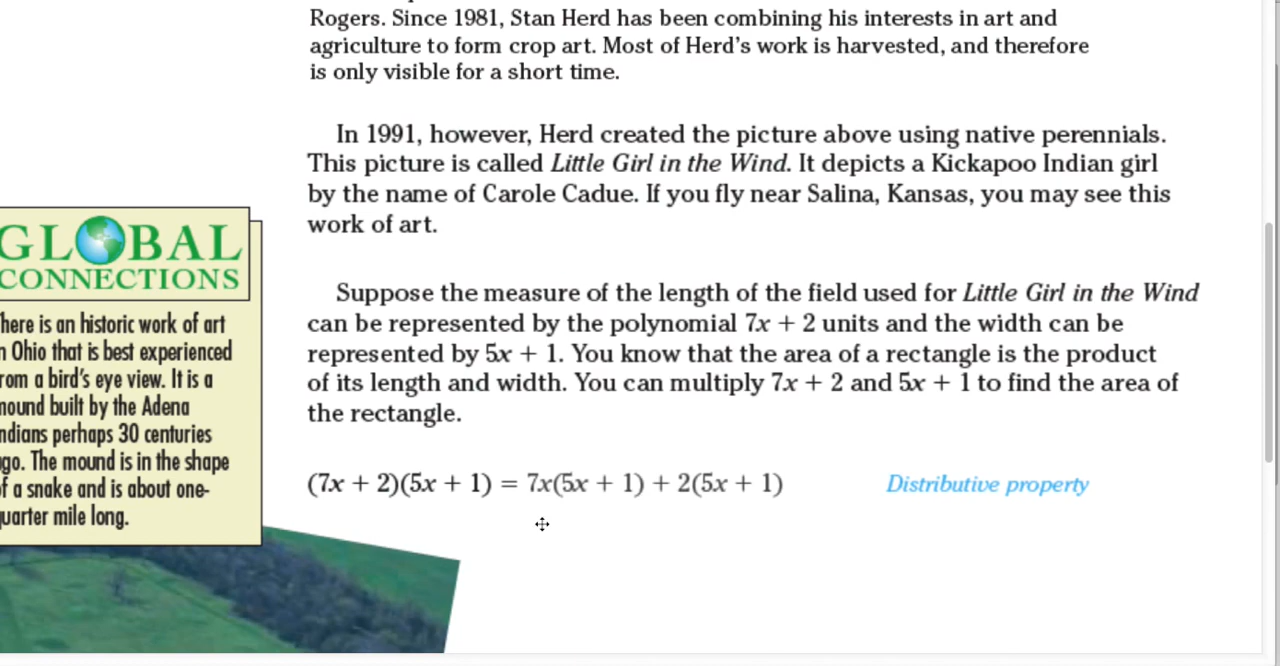 Rogers. Since 1981, Stan Herd has been combining his interests in art and
agriculture to form crop art. Most of Herd's work is harvested, and therefore
is only visible for a short time.
In 1991, however, Herd created the picture above using native perennials.
This picture is called Little Girl in the Wind. It depicts a Kickapoo Indian girl
by the name of Carole Cadue. If you fly near Salina, Kansas, you may see this
work of art.
GLOBAL
CONNECTIONS
here is an historic work of art
n Ohio that is best experienced
rom a bird's eye view. It is a
mound built by the Adena
ndians perhaps 30 centuries
go. The mound is in the shape
f a snake and is about one-
uarter mile long.
Suppose the measure of the length of the field used for Little Girl in the Wind
can be represented by the polynomial 7x + 2 units and the width can be
represented by 5x + 1. You know that the area of a rectangle is the product
of its length and width. You can multiply 7x + 2 and 5x + 1 to find the area of
the rectangle.
(7x + 2)(5x + 1) = 7x(5x + 1) + 2(5x + 1) Distributive property